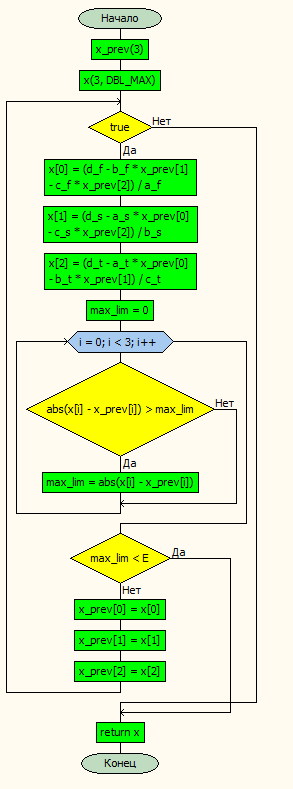 Начало
x_prev(3)
x(3, DBL_MAX)
true
Нет
Да
x[0] = (d_f - b_f * x_prev[1]
- c_f * x_prev[2]) / a_f
x[1] = (d_s - a_s * x_prev[0]
- c_s * x_prev[2]) / b_s
x[2] = (d_t - a_t * x_prev[0]
- b_t * x_prev[1]) / c_t
max_lim = 0
i = 0; i < 3; i++
abs(x[i] - x_prev[i]) > max_lim
Нет
Да
max_lim = abs(x[i] - x_prev[i])
max_lim < E
Да
Нет
x_prev[0] = x[0]
x_prev[1] = x[1]
x_prev[2] = x[2]
return x
Конец